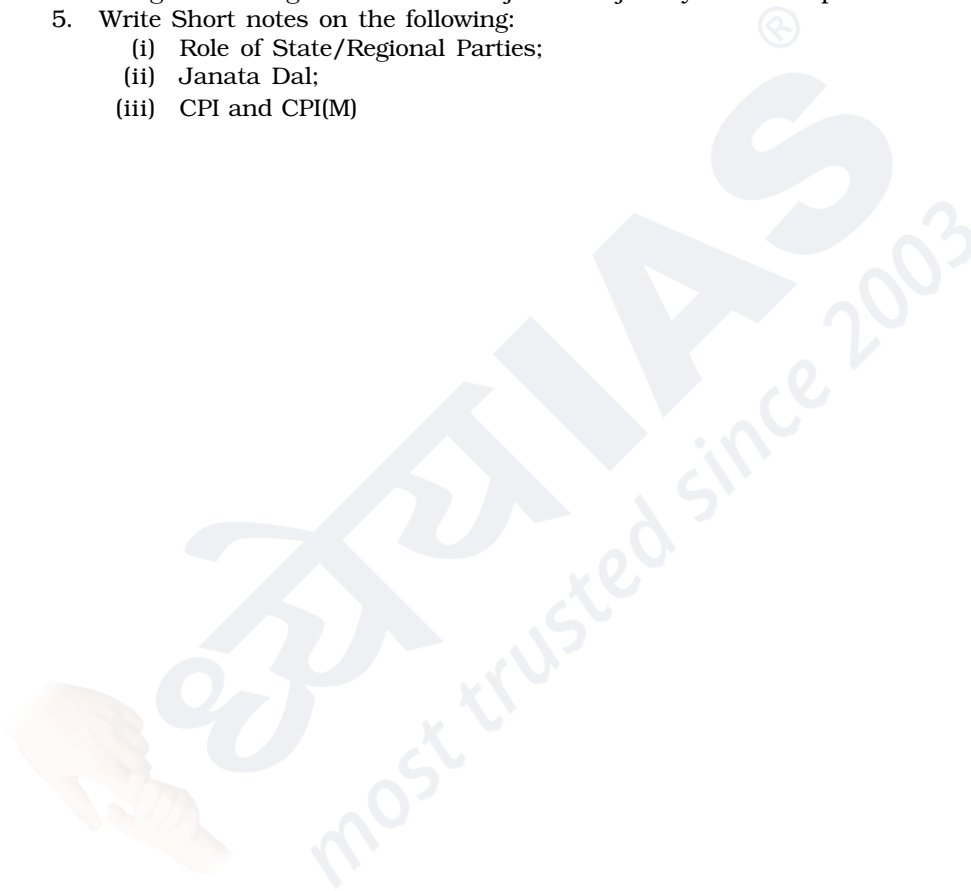 5. Write Short notes on the following:
(i) Role of State/Regional Parties;
(ii) Janata Dal;
(iii) CPI and CPI(M)
®
ध्येय IAS
most trusted since 2003